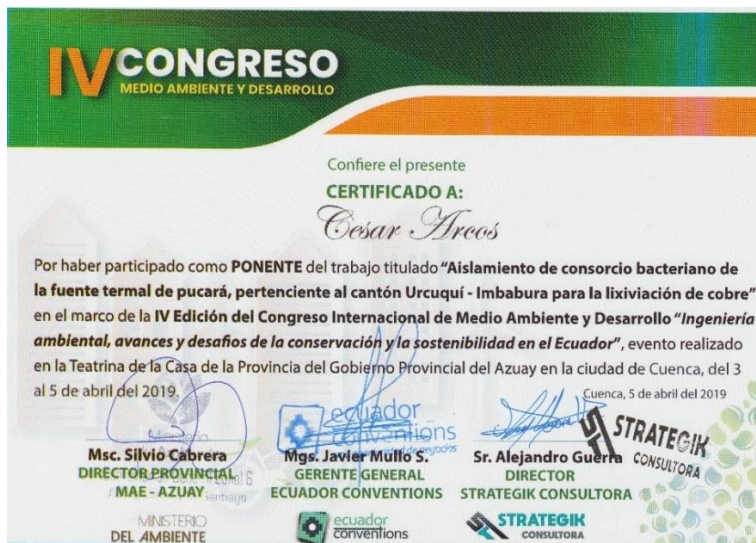 IV CONGRESO
MEDIO AMBIENTE Y DESARROLLO
Confiere el presente
CERTIFICADO A:
Cesar Arcos
Por haber participado como PONENTE del trabajo titulado "Aislamiento de consorcio bacteriano de
la fuente termal de pucará, pertenciente al cantón Urcuquí - Imbabura para la lixiviación de cobre"
en el marco de la IV Edición del Congreso Internacional de Medio Ambiente y Desarrollo "Ingeniería
ambiental, avances y desafios de la conservación y la sostenibilidad en el Ecuador", evento realizado
en la Teatrina de la Casa de la Provincia del Gobierno Provincial del Azuay en la ciudad de Cuenca, del 3
al 5 de abril del 2019.
Cuenca, 5 de abril del 2019
ecuador
conventions
STRATEGIK
CONSULTORA
Msc. Silvio Cabrera
DIRECTOR PROVINCIAL
MAE - AZUAY
Mgs. Javier Mullo S.
GERENTE GENERAL
ECUADOR CONVENTIONS
Sr. Alejandro Guerra
DIRECTOR
STRATEGIK CONSULTORA
MINISTERIO
DEL AMBIENTE
ecuador
conventions
STRATEGIK
CONSULTORA